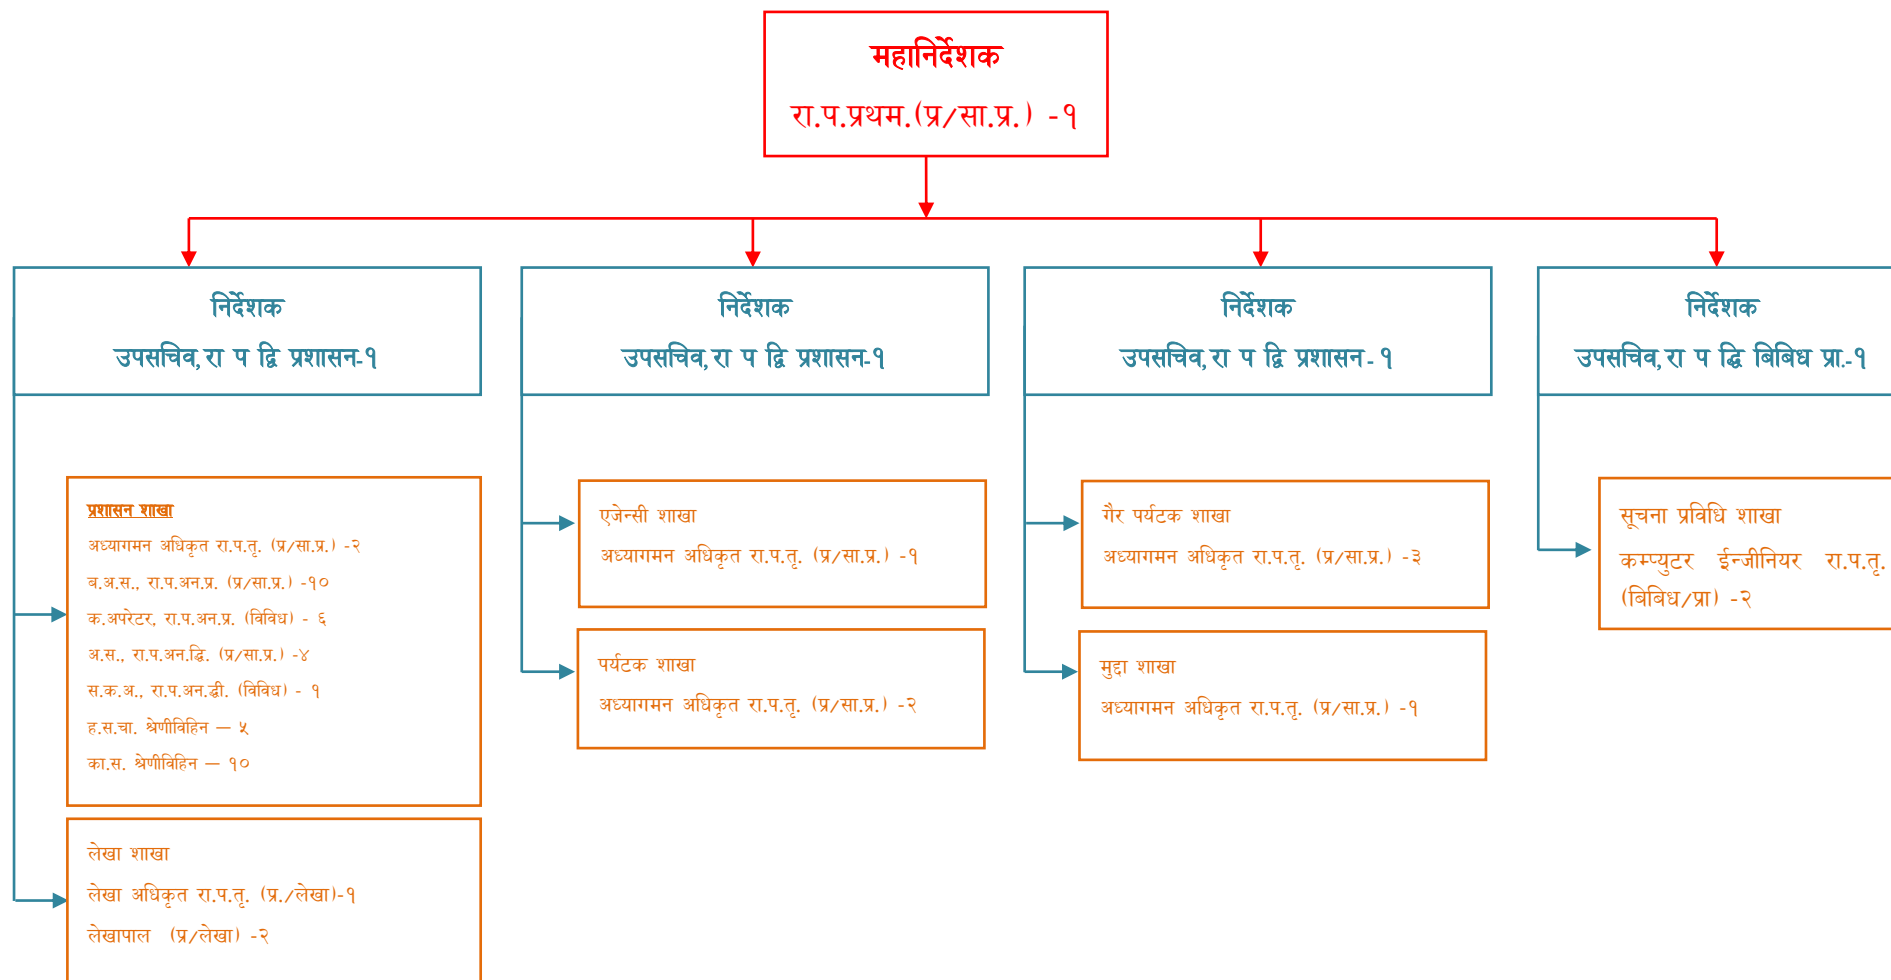 महानिर्देशक
रा.प.प्रथम.(प्र/सा.प्र.) -१
निर्देशक
उपसचिव,रा प द्वि प्रशासन-१
निर्देशक
उपसचिव,रा प द्वि प्रशासन-१
निर्देशक
उपसचिव,रा प द्वि प्रशासन- १
निर्देशक
उपसचिव,रा प द्धि बिबिध प्रा.-१
प्रशासन शाखा
अध्यागमन अधिकृत रा.प.तृ. (प्र/सा.प्र.) -२
ब.अ.स., रा.प.अन.प्र. (प्र/सा.प्र.) -१०
क.अपरेटर, रा.प.अन.प्र. (विविध) - ६
अ.स., रा.प.अन.द्धि. (प्र/सा.प्र.) -४
स.क.अ., रा.प.अन.द्धी. (विविध) - १
ह.स.चा. श्रेणीविहिन — ५
का.स. श्रेणीविहिन — १०
लेखा शाखा
लेखा अधिकृत रा.प.तृ. (प्र./लेखा)-१
लेखापाल (प्र/लेखा) -२
एजेन्सी शाखा
अध्यागमन अधिकृत रा.प.तृ. (प्र/सा.प्र.) -१
पर्यटक शाखा
अध्यागमन अधिकृत रा.प.तृ. (प्र/सा.प्र.) -२
गैर पर्यटक शाखा
अध्यागमन अधिकृत रा.प.तृ. (प्र/सा.प्र.) -३
मुद्दा शाखा
अध्यागमन अधिकृत रा.प.तृ. (प्र/सा.प्र.) -१
सूचना प्रविधि शाखा
कम्प्युटर ईन्जीनियर रा.प.तृ.
(बिबिध/प्रा) -२